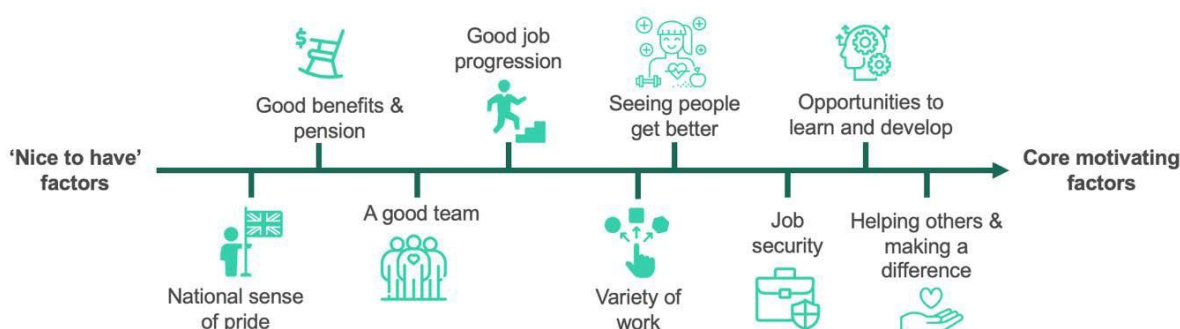 Good job
progression
Good benefits &
pension
Seeing people
get better
Opportunities to
learn and develop
'Nice to have'
factors
Core motivating
factors
National sense
of pride
A good team
Variety of
work
Job
security
Helping others &
making a
difference